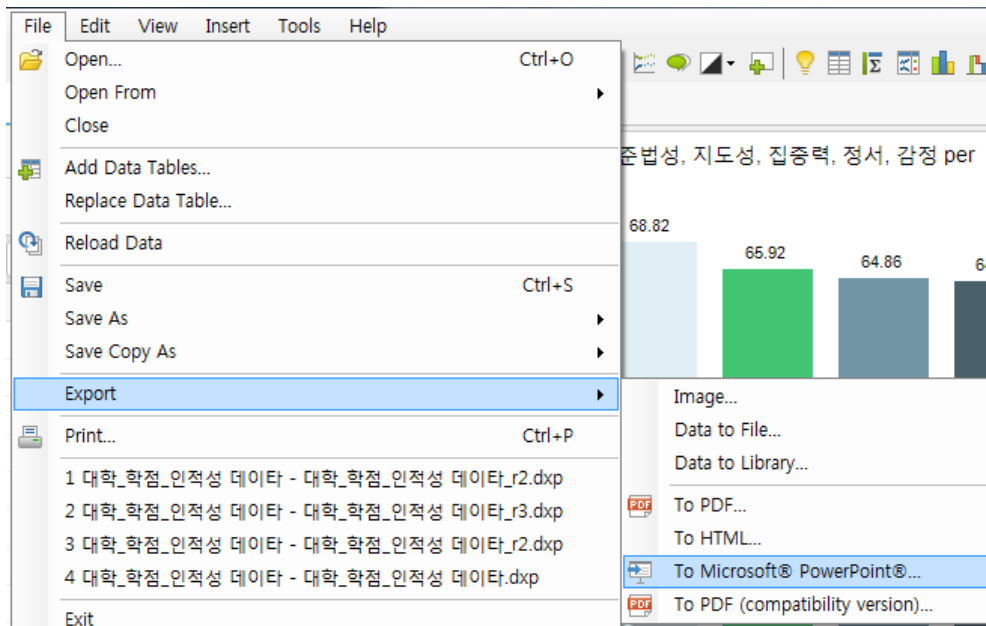 File Edit View Insert Tools Help
Open... Ctrl+O
Open From
Close
Add Data Tables...
Replace Data Table...
Reload Data
Save Ctrl+S
Save As
Save Copy As
Export
Print... Ctrl+P
1 대학_학점_인적성 데이타 - 대학_학점_인적성 데이타_r2.dxp
2 대학_학점_인적성 데이타 - 대학_학점_인적성 데이타_r3.dxp
3 대학_학점_인적성 데이타 - 대학_학점_인적성 데이타_r2.dxp
4 대학_학점_인적성 데이타 - 대학_학점_인적성 데이타.dxp
Exit
준법성, 지도성, 집중력, 정서, 감정 per
68.82
65.92
64.86
Image...
Data to File...
Data to Library...
PDF To PDF...
To HTML...
To Microsoft® PowerPoint®...
PDF To PDF (compatibility version)...